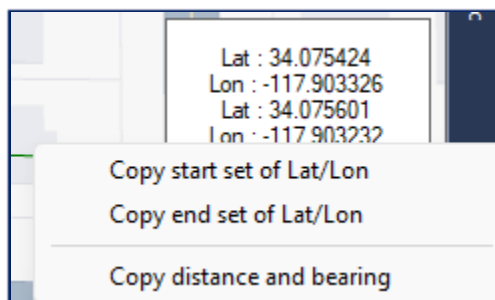 Lat : 34.075424
Lon : -117.903326
Lat : 34.075601
Lon : -117.903232
Copy start set of Lat/Lon
Copy end set of Lat/Lon
Copy distance and bearing